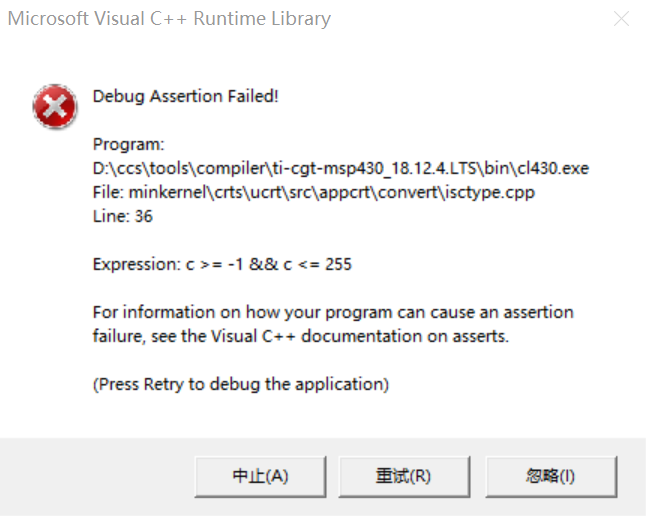 Microsoft Visual C++ Runtime Library
Debug Assertion Failed!
Program:
D:\ccs\tools\compiler\ti-cgt-msp430_18.12.4.LTS\bin\cl430.exe
File: minkernel\crts\ucrt\src\appcrt\convert\isctype.cpp
Line: 36
Expression: c >= -1 && c <= 255
For information on how your program can cause an assertion
failure, see the Visual C++ documentation on asserts.
(Press Retry to debug the application)
中止(A)
重试(R)
忽略(I)